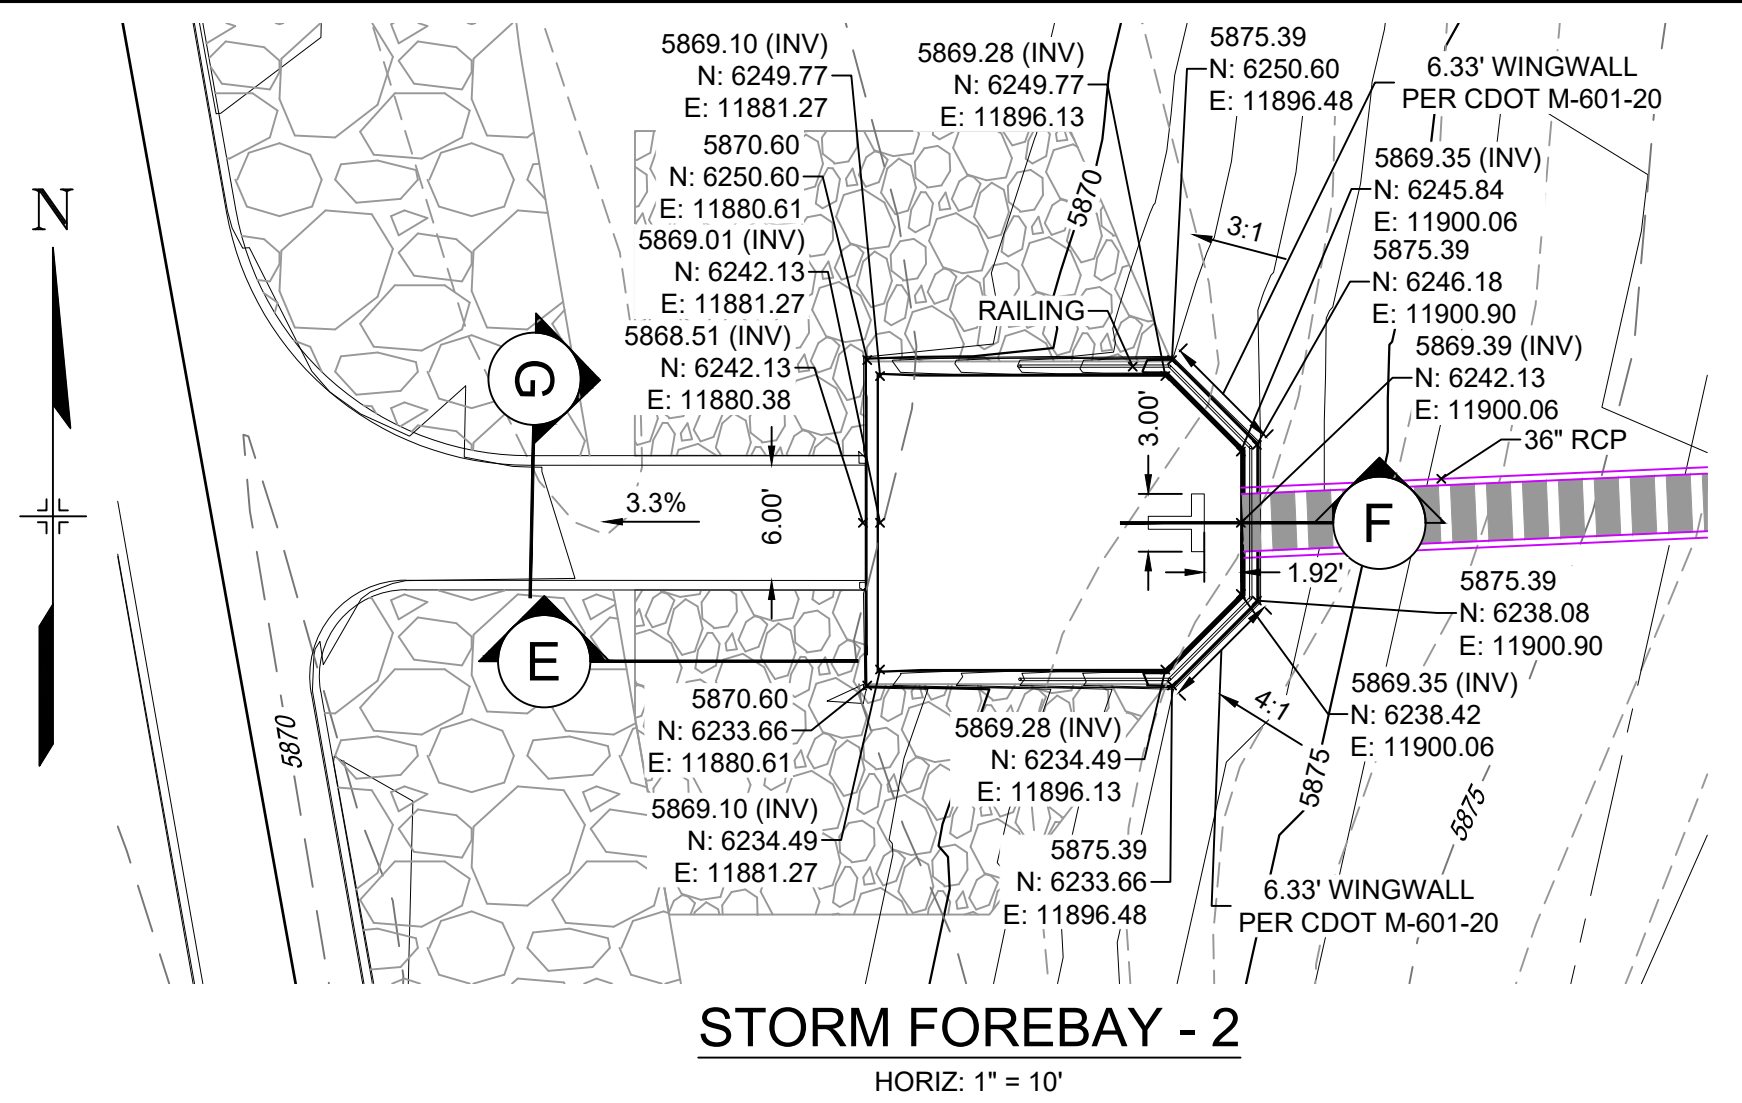 5869.10 (INV)
N: 6249.77
E: 11881.27
5869.28 (INV)
N: 6249.77
E: 11896.13
5875.39
N: 6250.60
E: 11896.48
6.33' WINGWALL
PER CDOT M-601-20
5870.60
N: 6250.60
E: 11880.61
5870
5869.35 (INV)
N: 6245.84
E: 11900.06
N
3:1
5869.01 (INV)
N: 6242.13
E: 11881.27
5875.39
N: 6246.18
E: 11900.90
RAILING
5868.51 (INV)
N: 6242.13
E: 11880.38
5869.39 (INV)
N: 6242.13
E: 11900.06
G
3.00'
36" RCP
3.3%
6.00'
F
1.92'
E
5875.39
N: 6238.08
E: 11900.90
5870
5870.60
N: 6233.66
E: 11880.61
5869.28 (INV)
N: 6234.49
E: 11896.13
4:1
5869.35 (INV)
N: 6238.42
E: 11900.06
5875
5875
5869.10 (INV)
N: 6234.49
E: 11881.27
5875.39
N: 6233.66
E: 11896.48
6.33' WINGWALL
PER CDOT M-601-20
STORM FOREBAY - 2
HORIZ: 1" = 10'